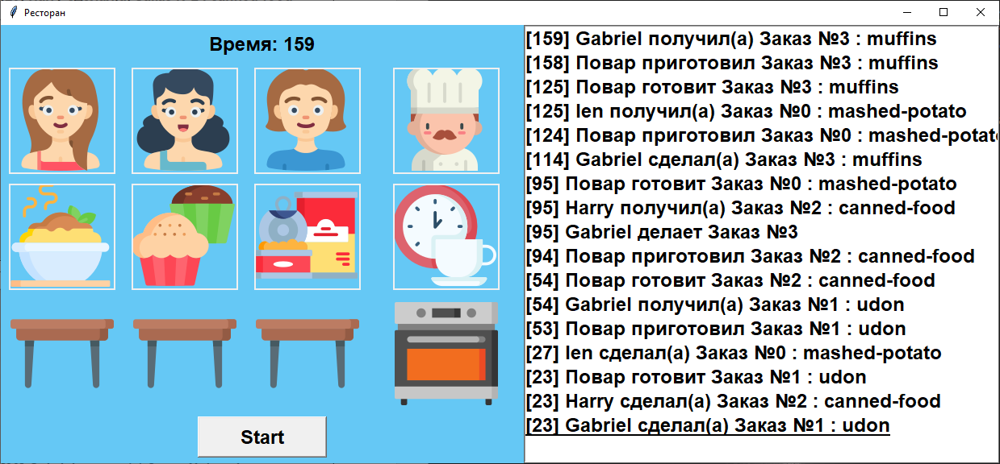 Ресторан
Время: 159
Start
[159] Gabriel получил(а) Заказ №3 : muffins
[158] Повар приготовил Заказ №3 : muffins
[125] Повар готовит Заказ №3 : muffins
[125] Ien получил(а) Заказ №0 : mashed-potato
[124] Повар приготовил Заказ №0 : mashed-potato
[114] Gabriel сделал(а) Заказ №3 : muffins
[95] Повар готовит Заказ №0 : mashed-potato
[95] Harry получил(а) Заказ №2 : canned-food
[95] Gabriel делает Заказ №3
[94] Повар приготовил Заказ №2 : canned-food
[54] Повар готовит Заказ №2 : canned-food
[54] Gabriel получил(а) Заказ №1 : udon
[53] Повар приготовил Заказ №1 : udon
[27] Ien сделал(а) Заказ №0 : mashed-potato
[23] Повар готовит Заказ №1 : udon
[23] Harry сделал(а) Заказ №2 : canned-food
[23] Gabriel сделал(а) Заказ №1 : udon